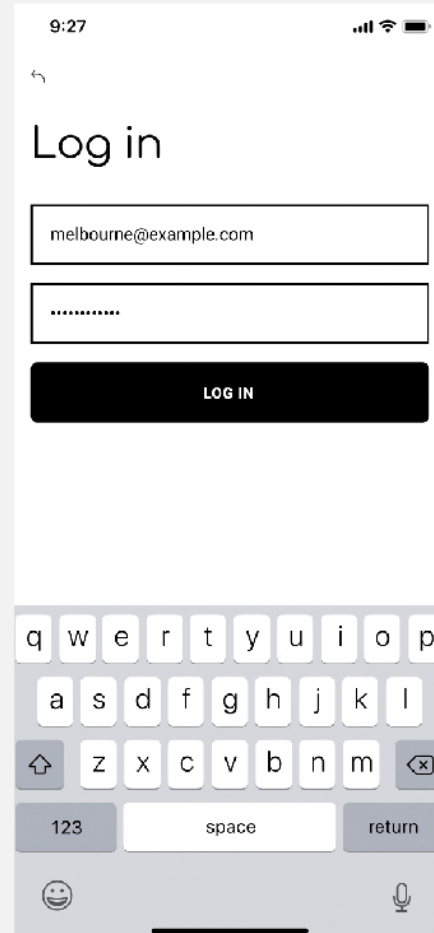 9:27
Log in
melbourne@example.com
••••••••••••
LOG IN
q w e r t y u i o p
a s d f g h j k l
z x c v b n m
123 space return